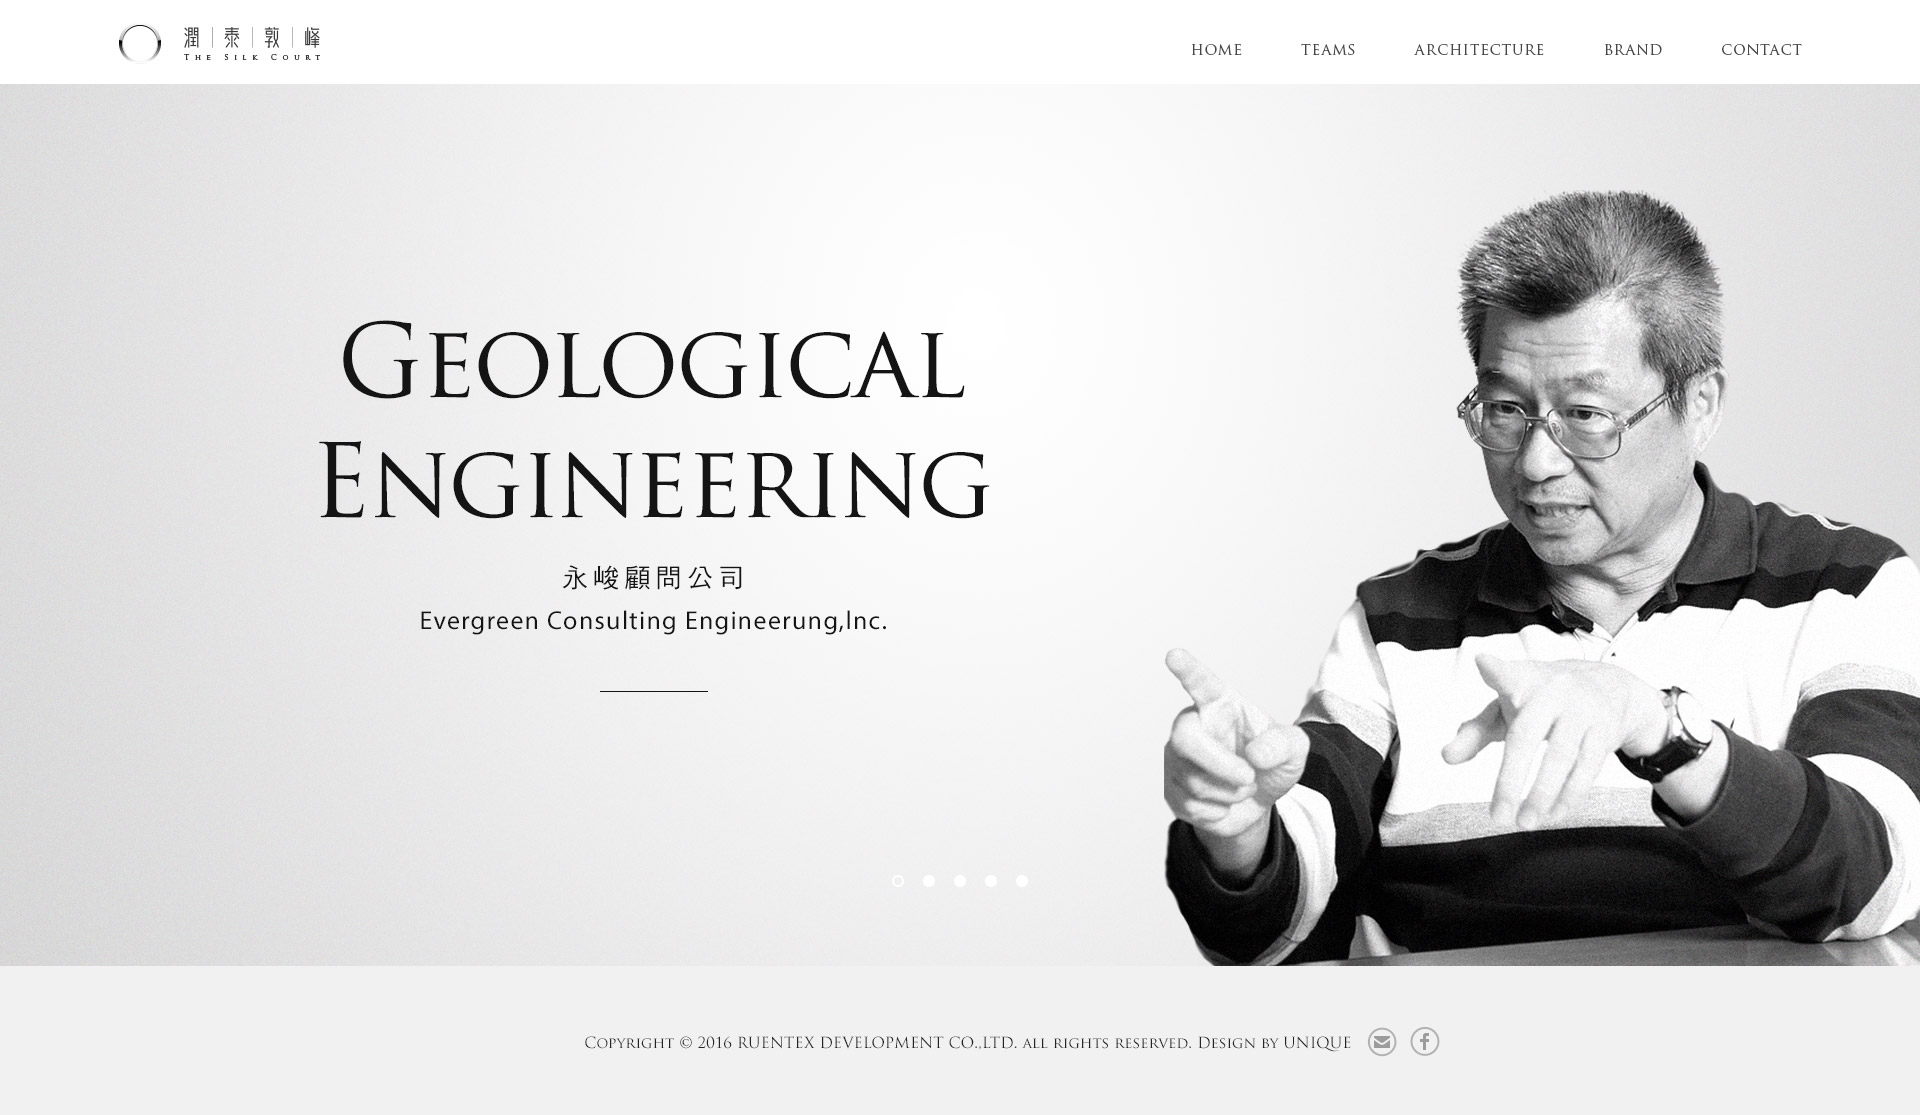 潤泰敦峰
THE SILK COURT
HOME TEAMS ARCHITECTURE BRAND CONTACT
GEOLOGICAL
ENGINEERING
永峻顧問公司
Evergreen Consulting Engineerung,Inc.
COPYRIGHT © 2016 RUENTEX DEVELOPMENT CO.,LTD. ALL RIGHTS RESERVED. DESIGN BY UNIQUE